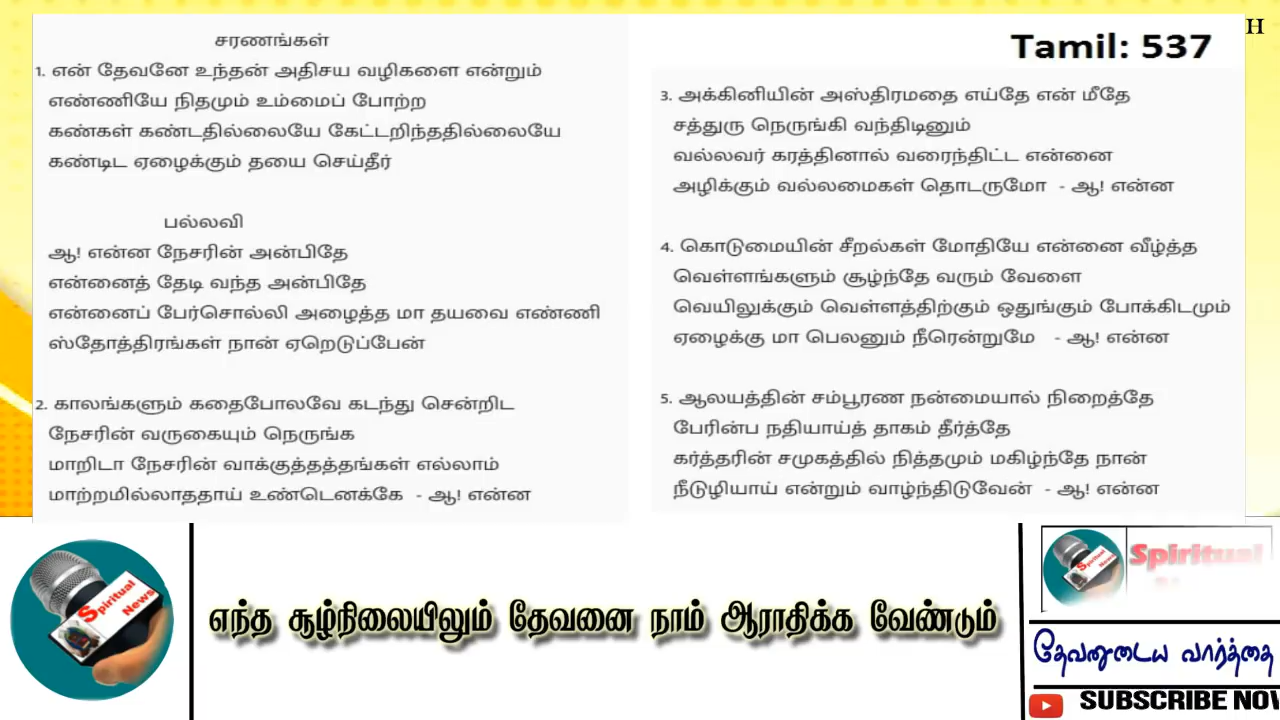 சரணங்கள்
1. என் தேவனே உந்தன் அதிசய வழிகளை என்றும்
எண்ணியே நிதமும் உம்மைப் போற்ற
கண்கள் கண்டதில்லையே கேட்டறிந்ததில்லையே
கண்டிட ஏழைக்கும் தயை செய்தீர்
பல்லவி
ஆ! என்ன நேசரின் அன்பிதே
என்னைத் தேடி வந்த அன்பிதே
என்னைப் பேர்சொல்லி அழைத்த மா தயவை எண்ணி
ஸ்தோத்திரங்கள் நான் ஏறெடுப்பேன்
2. காலங்களும் கதைபோலவே கடந்து சென்றிட
நேசரின் வருகையும் நெருங்க
மாறிடா நேசரின் வாக்குத்தத்தங்கள் எல்லாம்
மாற்றமில்லாததாய் உண்டெனக்கே - ஆ! என்ன
H
Tamil: 537
3. அக்கினியின் அஸ்திரமதை எய்தே என் மீதே
சத்துரு நெருங்கி வந்திடினும்
வல்லவர் கரத்தினால் வரைந்திட்ட என்னை
அழிக்கும் வல்லமைகள் தொடருமோ - ஆ! என்ன
4. கொடுமையின் சீறல்கள் மோதியே என்னை வீழ்த்த
வெள்ளங்களும் சூழ்ந்தே வரும் வேளை
வெயிலுக்கும் வெள்ளத்திற்கும் ஒதுங்கும் போக்கிடமும்
ஏழைக்கு மா பெலனும் நீரென்றுமே - ஆ! என்ன
5. ஆலயத்தின் சம்பூரண நன்மையால் நிறைத்தே
பேரின்ப நதியாய்த் தாகம் தீர்த்தே
கர்த்தரின் சமுகத்தில் நித்தமும் மகிழ்ந்தே நான்
நீடுழியாய் என்றும் வாழ்ந்திடுவேன் - ஆ! என்ன
Spiritual
News
எந்த சூழ்நிலையிலும் தேவனை நாம் ஆராதிக்க வேண்டும்
Spiritual
தேவனுடைய வார்த்தை
SUBSCRIBE NOW